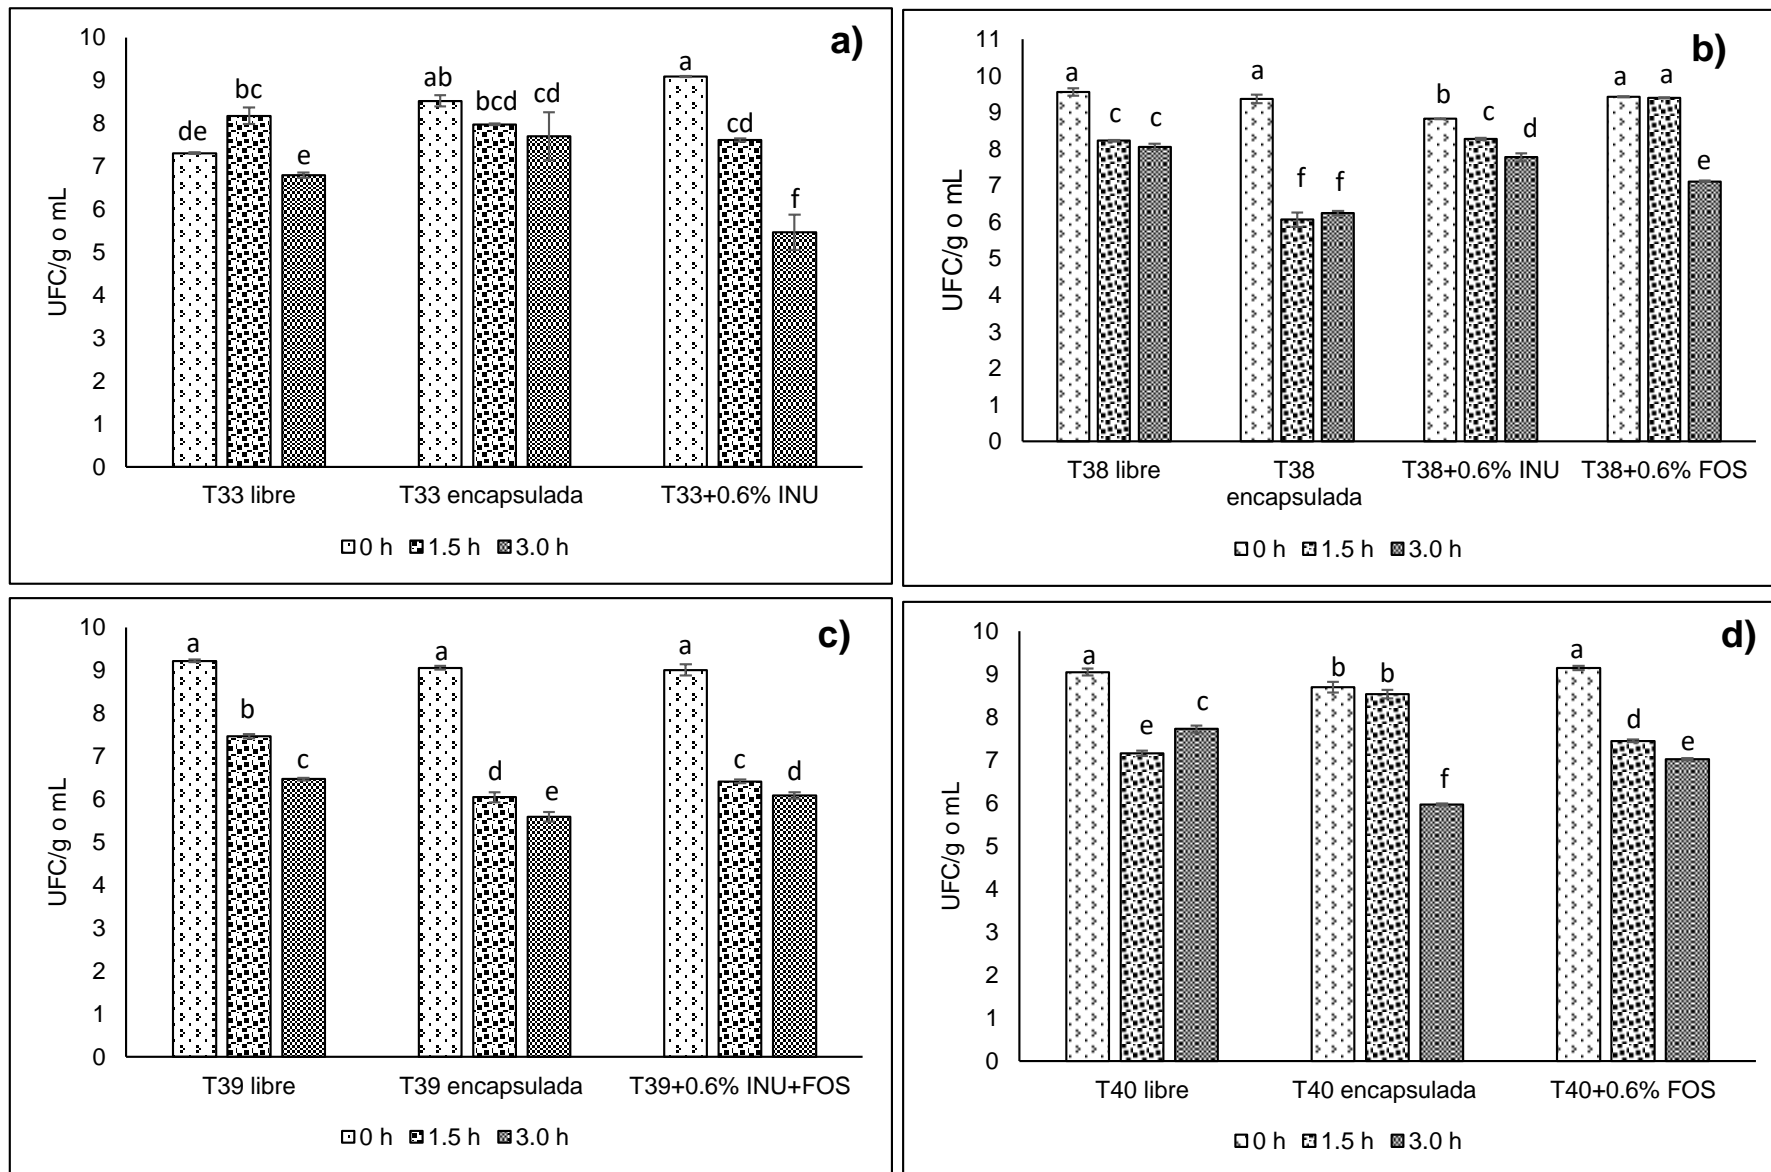 a)
UFC/g o mL
10
9
8
7
6
5
4
3
2
1
0
de
bc
e
ab
bcd
cd
a
cd
f
T33 libre
T33 encapsulada
T33+0.6% INU
0 h
1.5 h
3.0 h
b)
UFC/g o mL
11
10
9
8
7
6
5
4
3
2
1
0
a
c
c
a
f
f
b
c
d
a
a
e
T38 libre
T38
encapsulada
T38+0.6% INU
T38+0.6% FOS
0 h
1.5 h
3.0 h
c)
UFC/g o mL
10
9
8
7
6
5
4
3
2
1
0
a
b
c
a
d
e
a
c
d
T39 libre
T39 encapsulada
T39+0.6% INU+FOS
0 h
1.5 h
3.0 h
d)
UFC/g o mL
10
9
8
7
6
5
4
3
2
1
0
a
e
c
b
b
f
a
d
e
T40 libre
T40 encapsulada
T40+0.6% FOS
0 h
1.5 h
3.0 h